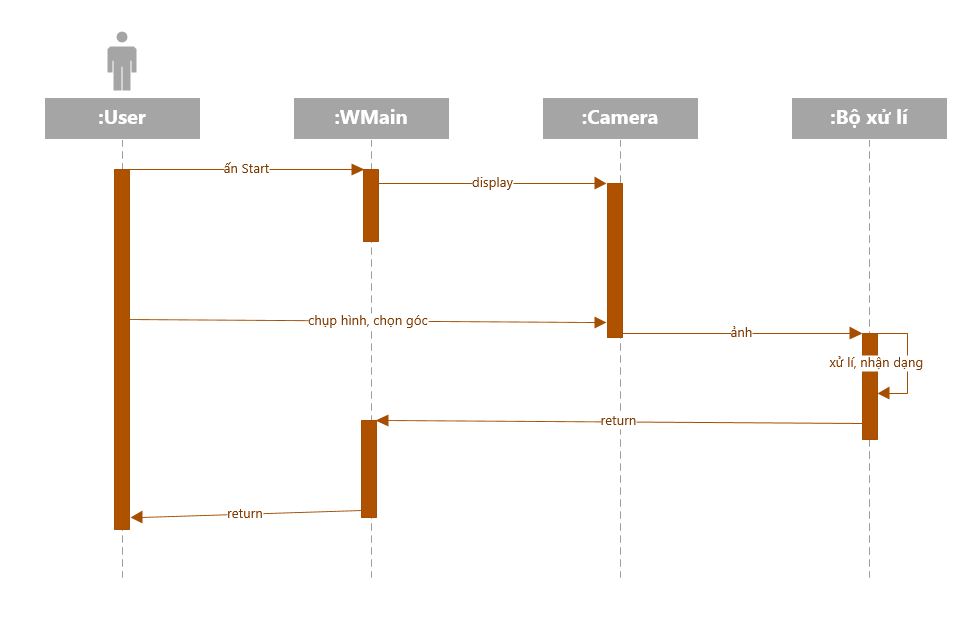 :User
:WMain
:Camera
:Bộ xử lí
ấn Start
display
chụp hình, chọn góc
ảnh
xử lí, nhận dạng
return
return